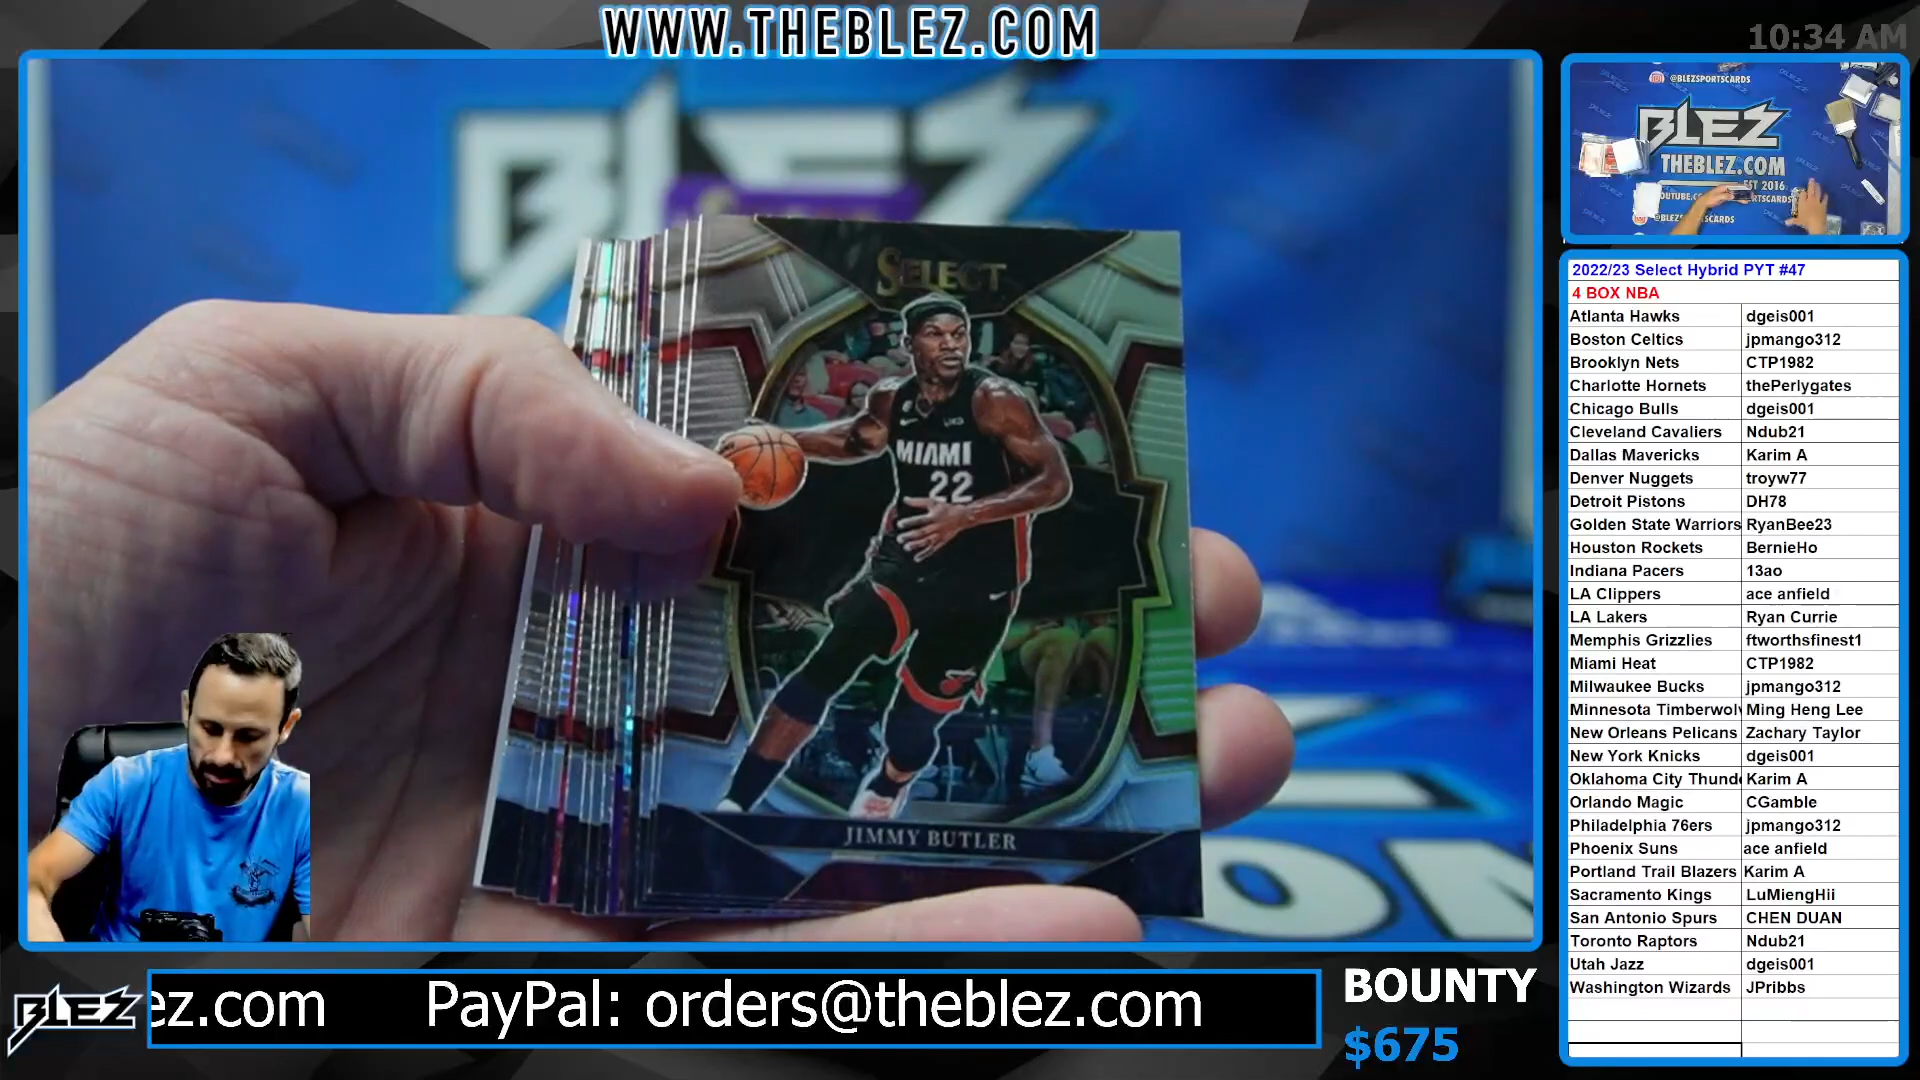 WWW.THEBLEZ.COM
10:34 AM
BLEZ
SELECT
MIAMI
22
JIMMY BUTLER
@BLEZSPORTSCARDS
BLEZ
THEBLEZ.COM
EST 2016
2022/23 Select Hybrid PYT #47
4 BOX NBA
Atlanta Hawks dgeis001
Boston Celtics jpmango312
Brooklyn Nets CTP1982
Charlotte Hornets thePerlygates
Chicago Bulls dgeis001
Cleveland Cavaliers Ndub21
Dallas Mavericks Karim A
Denver Nuggets troyw77
Detroit Pistons DH78
Golden State Warriors RyanBee23
Houston Rockets BernieHo
Indiana Pacers 13ao
LA Clippers ace anfield
LA Lakers Ryan Currie
Memphis Grizzlies ftworthsfinest1
Miami Heat CTP1982
Milwaukee Bucks jpmango312
Minnesota Timberwolv Ming Heng Lee
New Orleans Pelicans Zachary Taylor
New York Knicks dgeis001
Oklahoma City Thunde Karim A
Orlando Magic CGamble
Philadelphia 76ers jpmango312
Phoenix Suns ace anfield
Portland Trail Blazers Karim A
Sacramento Kings LuMiengHii
San Antonio Spurs CHEN DUAN
Toronto Raptors Ndub21
Utah Jazz dgeis001
Washington Wizards JPribbs
BLEZ
ez.com PayPal: orders@theblez.com
BOUNTY
$675